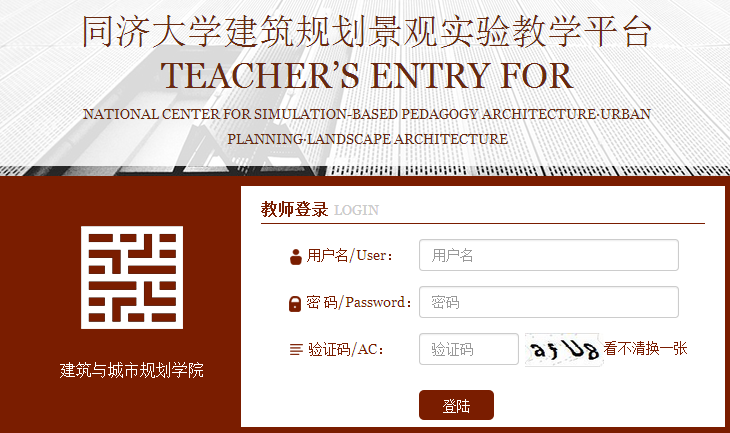 同济大学建筑规划景观实验教学平台
TEACHER'S ENTRY FOR
NATIONAL CENTER FOR SIMULATION-BASED PEDAGOGY ARCHITECTURE·URBAN
PLANNING·LANDSCAPE ARCHITECTURE
教师登录 LOGIN
用户名/User： 用户名
密 码/Password： 密码
验证码/AC： 验证码 看不清换一张
登陆
建筑与城市规划学院